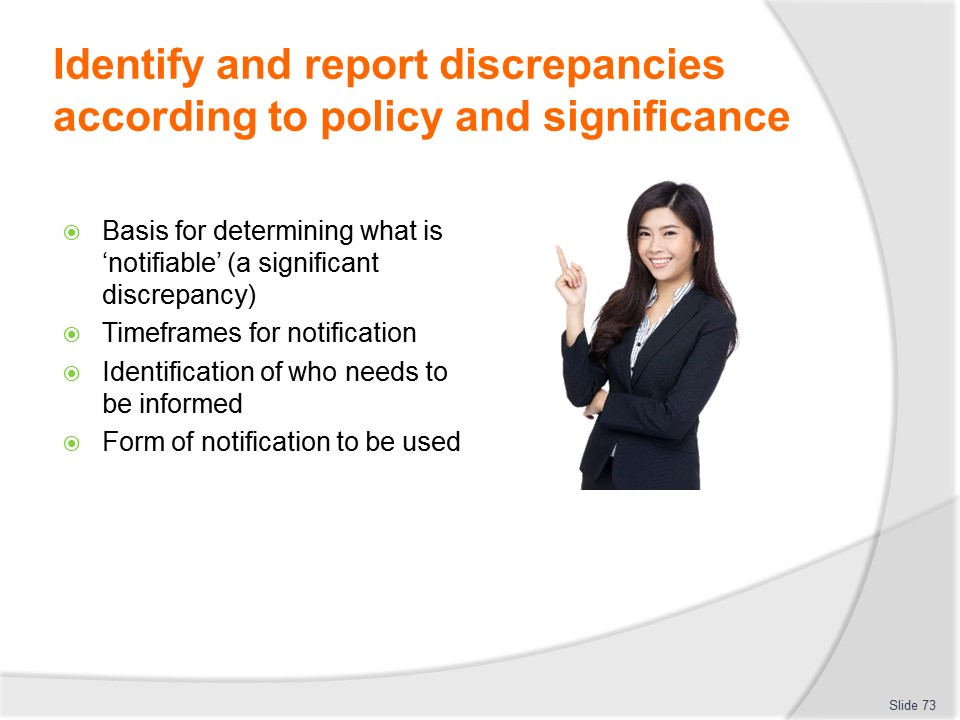 Identify and report discrepancies
according to policy and significance
Basis for determining what is
‘notifiable’ (a significant
discrepancy)
Timeframes for notification
Identification of who needs to
be informed
Form of notification to be used
Slide 73